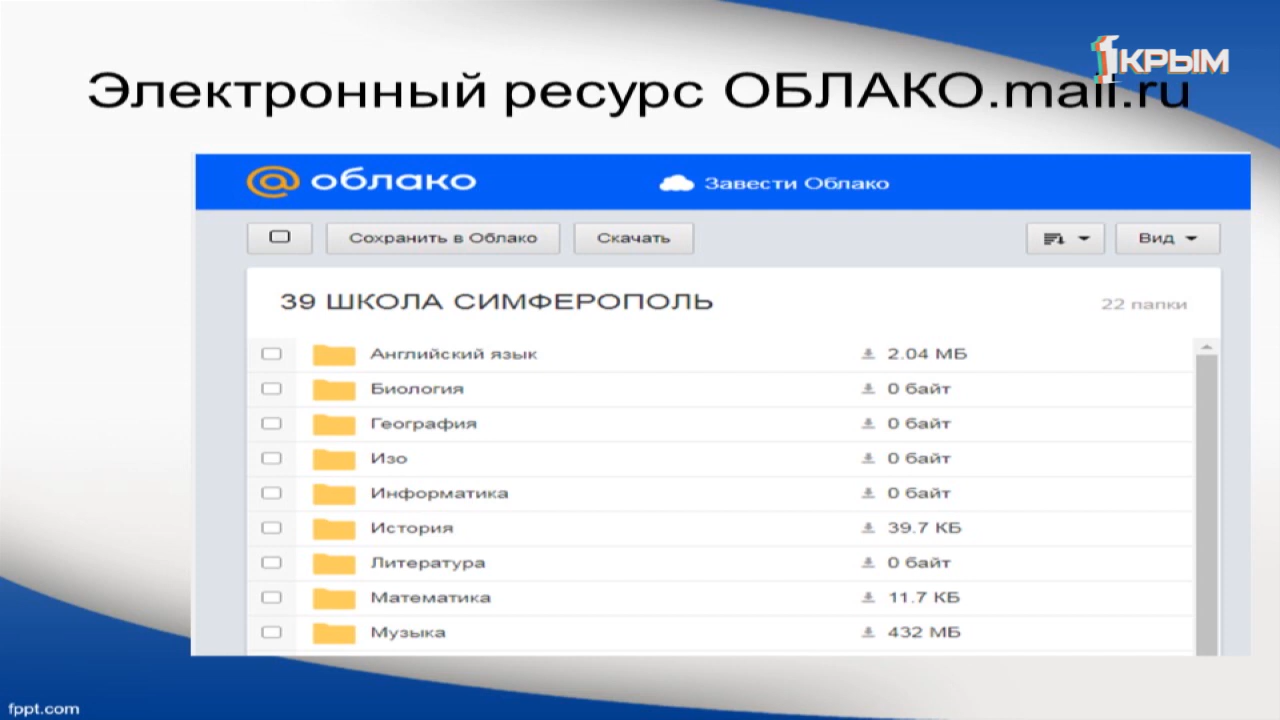 1КРЫМ
Электронный ресурс ОБЛАКО.mail.ru
@облако
Завести Облако
Сохранить в Облако
Скачать
Вид
39 ШКОЛА СИМФЕРОПОЛЬ
22 папки
Английский язык 2.04 МБ
Биология 0 байт
География 0 байт
Изо 0 байт
Информатика 0 байт
История 39.7 КБ
Литература 0 байт
Математика 11.7 КБ
Музыка 432 МБ
fppt.com